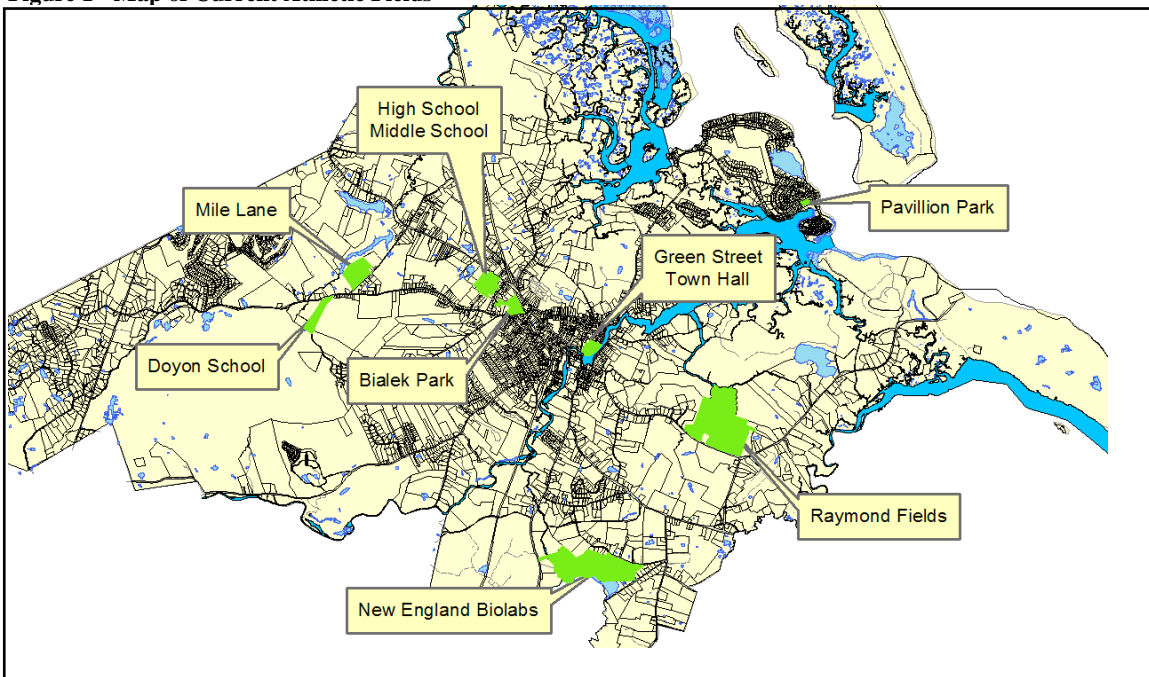 High School
Middle School
Mile Lane
Pavillion Park
Green Street
Town Hall
Doyon School
Bialek Park
Raymond Fields
New England Biolabs